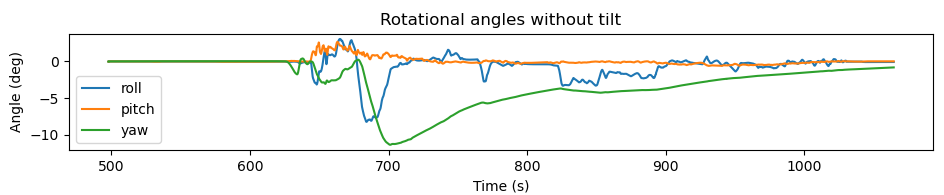 Rotational angles without tilt
Angle (deg)
0
−5
−10
roll
pitch
yaw
500 600 700 800 900 1000
Time (s)